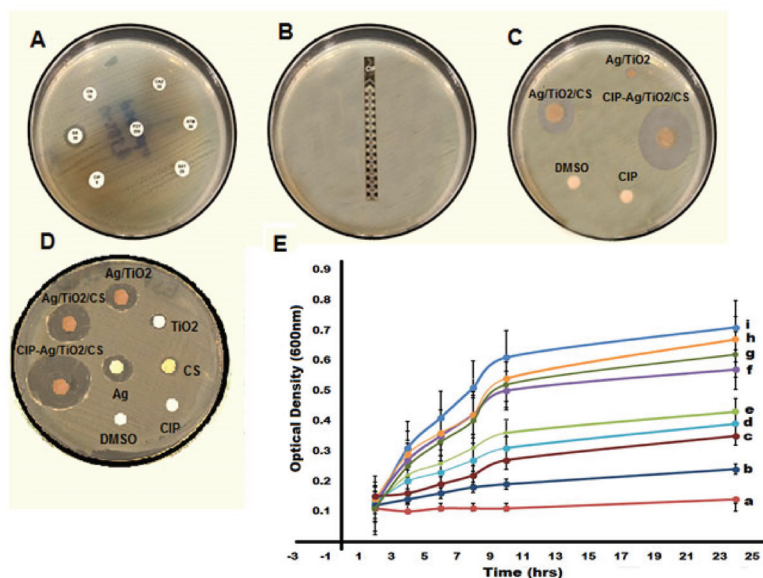 A
B
C
Ag/TiO2
Ag/TiO2/CS
CIP-Ag/TiO2/CS
DMSO
CIP
D
Ag/TiO2
Ag/TiO2/CS
TiO2
CIP-Ag/TiO2/CS
CS
Ag
DMSO
CIP
E
Optical Density (600nm)
0.9
0.8
0.7
0.6
0.5
0.4
0.3
0.2
0.1
-3 -1 1 3 5 7 9 11 13 15 17 19 21 23 25
Time (hrs)
i
h
g
f
e
d
c
b
a